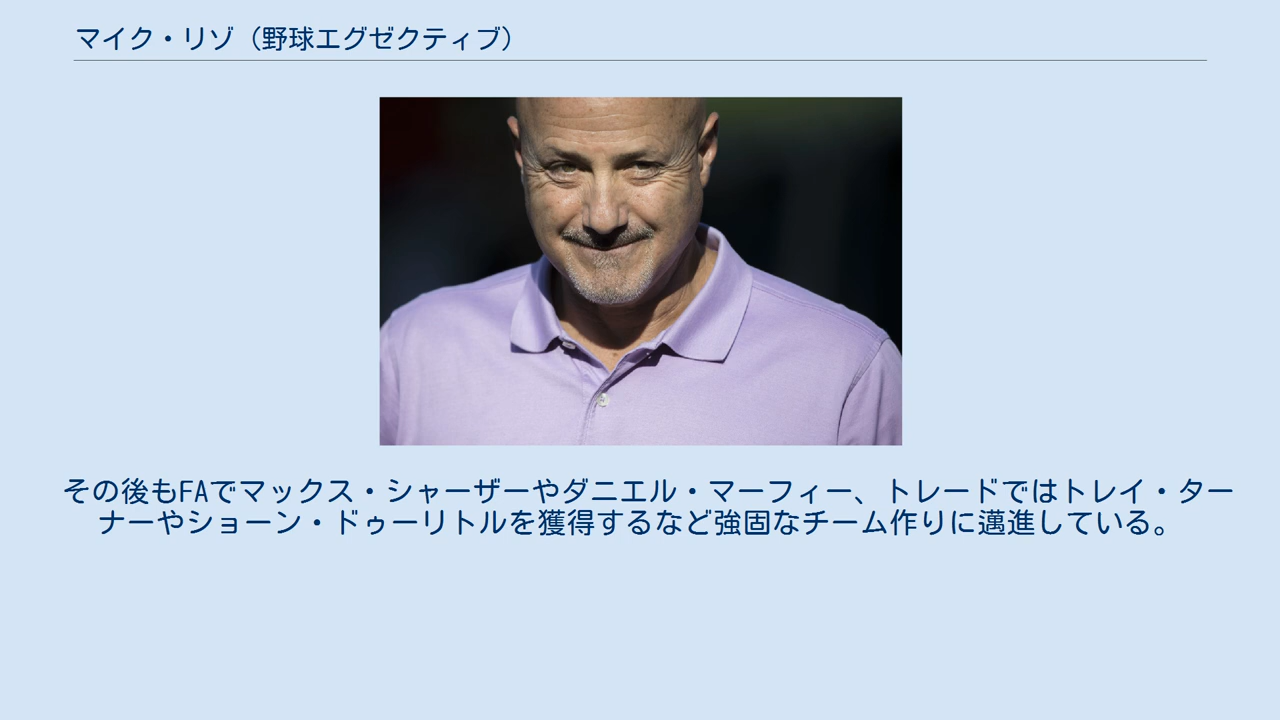 マイク・リゾ（野球エグゼクティブ）
その後もFAでマックス・シャーザーやダニエル・マーフィー、トレードではトレイ・ター
ナーやショーン・ドゥーリトルを獲得するなど強固なチーム作りに邁進している。